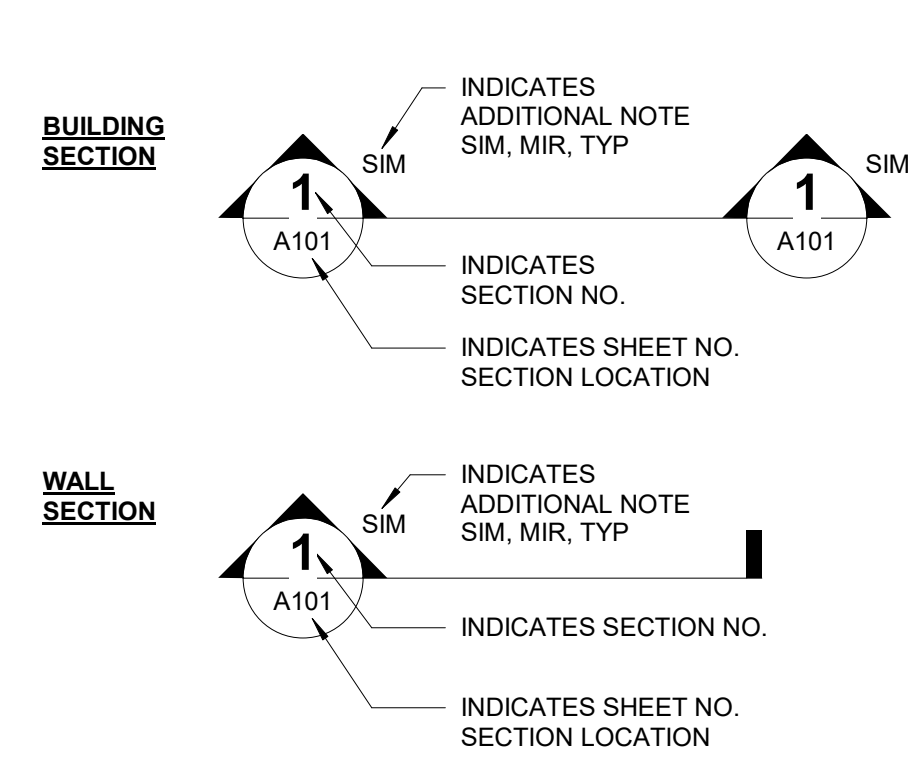 BUILDING
SECTION
INDICATES
ADDITIONAL NOTE
SIM, MIR, TYP
SIM
1
A101
SIM
1
A101
INDICATES
SECTION NO.
INDICATES SHEET NO.
SECTION LOCATION
WALL
SECTION
INDICATES
ADDITIONAL NOTE
SIM, MIR, TYP
SIM
1
A101
INDICATES SECTION NO.
INDICATES SHEET NO.
SECTION LOCATION